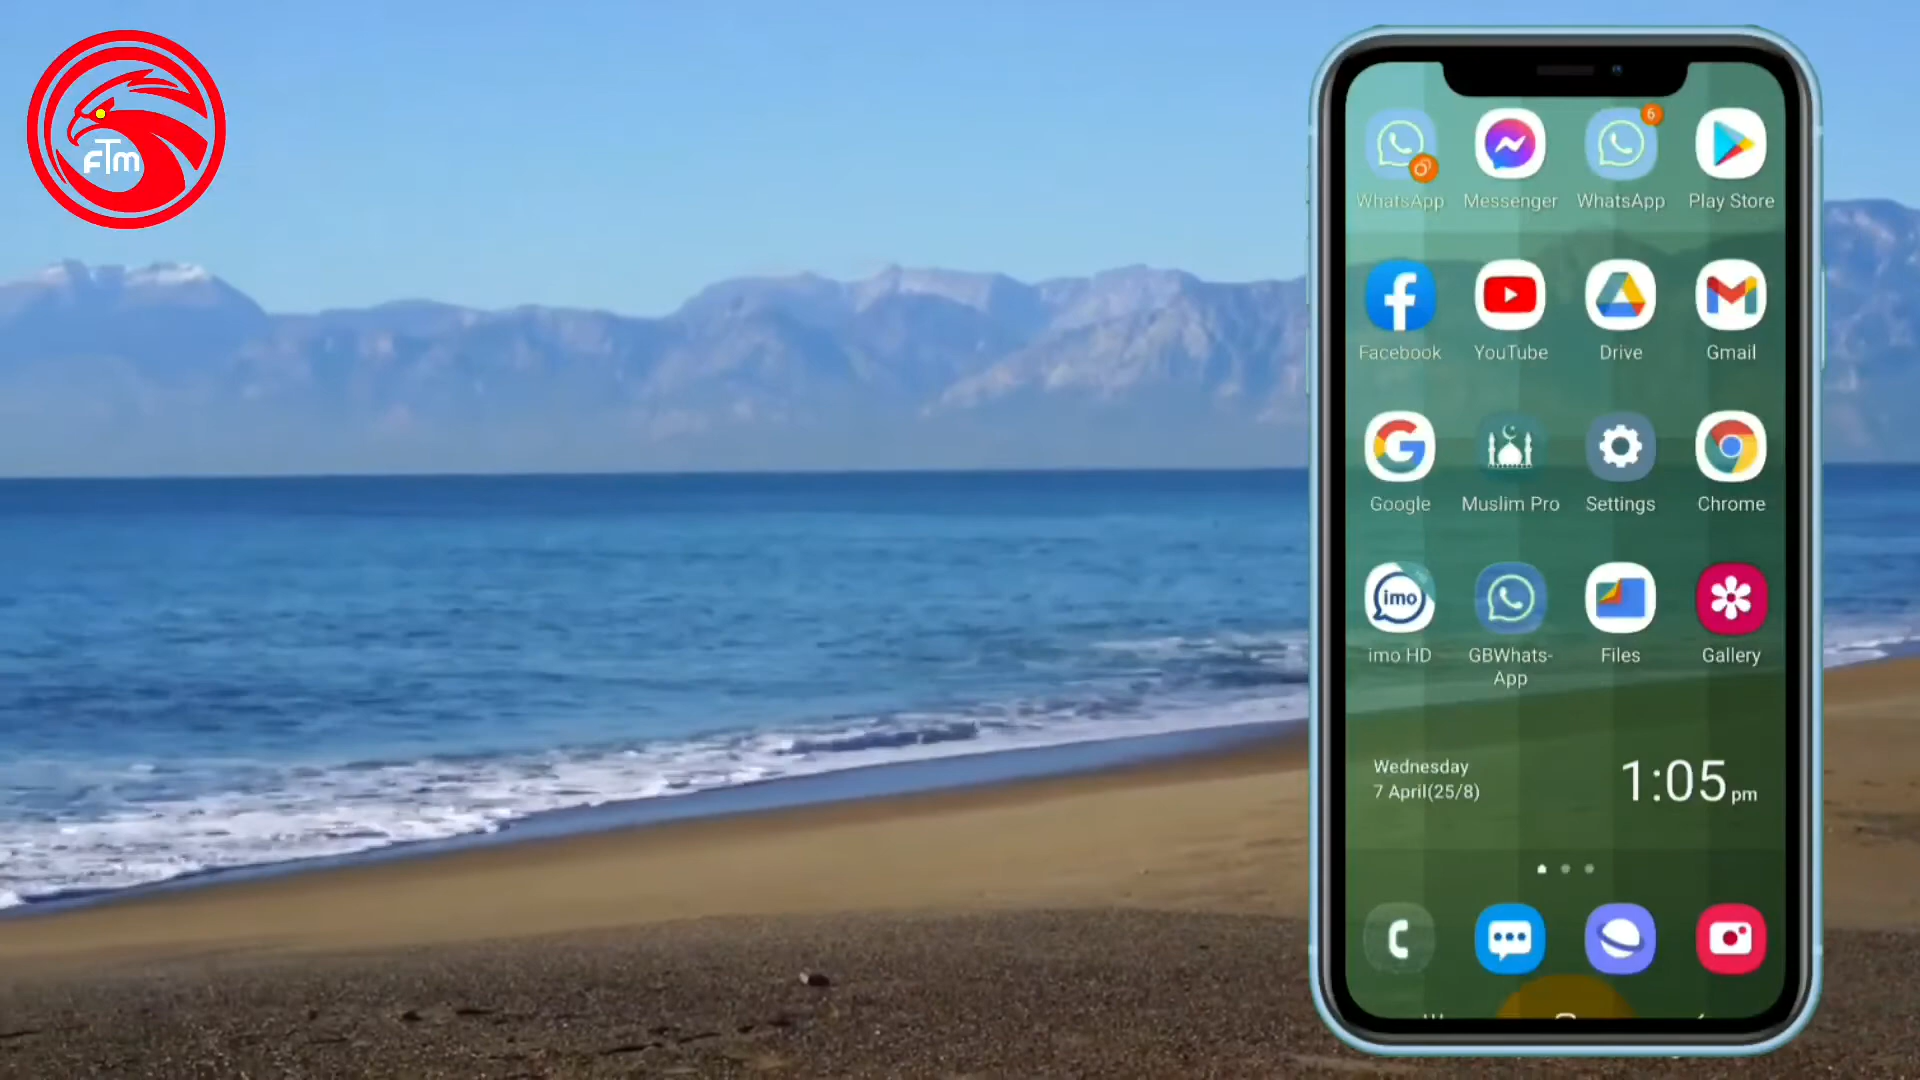 FTM
6
WhatsApp Messenger WhatsApp Play Store
Facebook YouTube Drive Gmail
Google Muslim Pro Settings Chrome
imo
imo HD GBWhats- Files Gallery
App
Wednesday
7 April(25/8)
1:05 pm